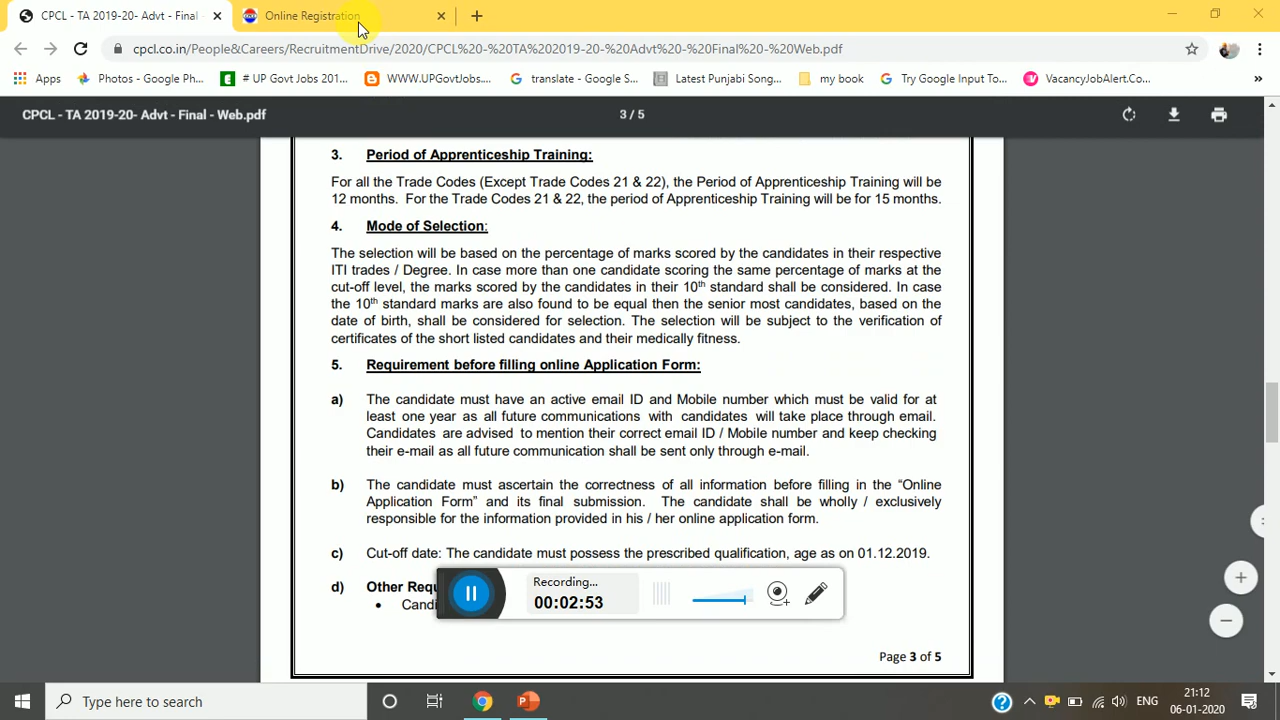 CPCL - TA 2019-20 - Advt - Final
Online Registration
cpcl.co.in/People&Careers/RecruitmentDrive/2020/CPCL%20-%20TA%202019-20-%20Advt%20-%20Final%20-%20Web.pdf
Apps
Photos - Google Ph...
# UP Govt Jobs 201...
WWW.UPGovtJobs....
translate - Google S...
Latest Punjabi Song...
my book
Try Google Input To...
VacancyJobAlert.Co...
CPCL - TA 2019-20- Advt - Final - Web.pdf
3 / 5
3. Period of Apprenticeship Training:
For all the Trade Codes (Except Trade Codes 21 & 22), the Period of Apprenticeship Training will be
12 months. For the Trade Codes 21 & 22, the period of Apprenticeship Training will be for 15 months.
4. Mode of Selection:
The selection will be based on the percentage of marks scored by the candidates in their respective
ITI trades / Degree. In case more than one candidate scoring the same percentage of marks at the
cut-off level, the marks scored by the candidates in their 10th standard shall be considered. In case
the 10th standard marks are also found to be equal then the senior most candidates, based on the
date of birth, shall be considered for selection. The selection will be subject to the verification of
certificates of the short listed candidates and their medically fitness.
5. Requirement before filling online Application Form:
a) The candidate must have an active email ID and Mobile number which must be valid for at
least one year as all future communications with candidates will take place through email.
Candidates are advised to mention their correct email ID / Mobile number and keep checking
their e-mail as all future communication shall be sent only through e-mail.
b) The candidate must ascertain the correctness of all information before filling in the “Online
Application Form” and its final submission. The candidate shall be wholly / exclusively
responsible for the information provided in his / her online application form.
c) Cut-off date: The candidate must possess the prescribed qualification, age as on 01.12.2019.
d) Other Requ
• Candi
Recording...
00:02:53
Page 3 of 5
Type here to search
ENG
21:12
06-01-2020